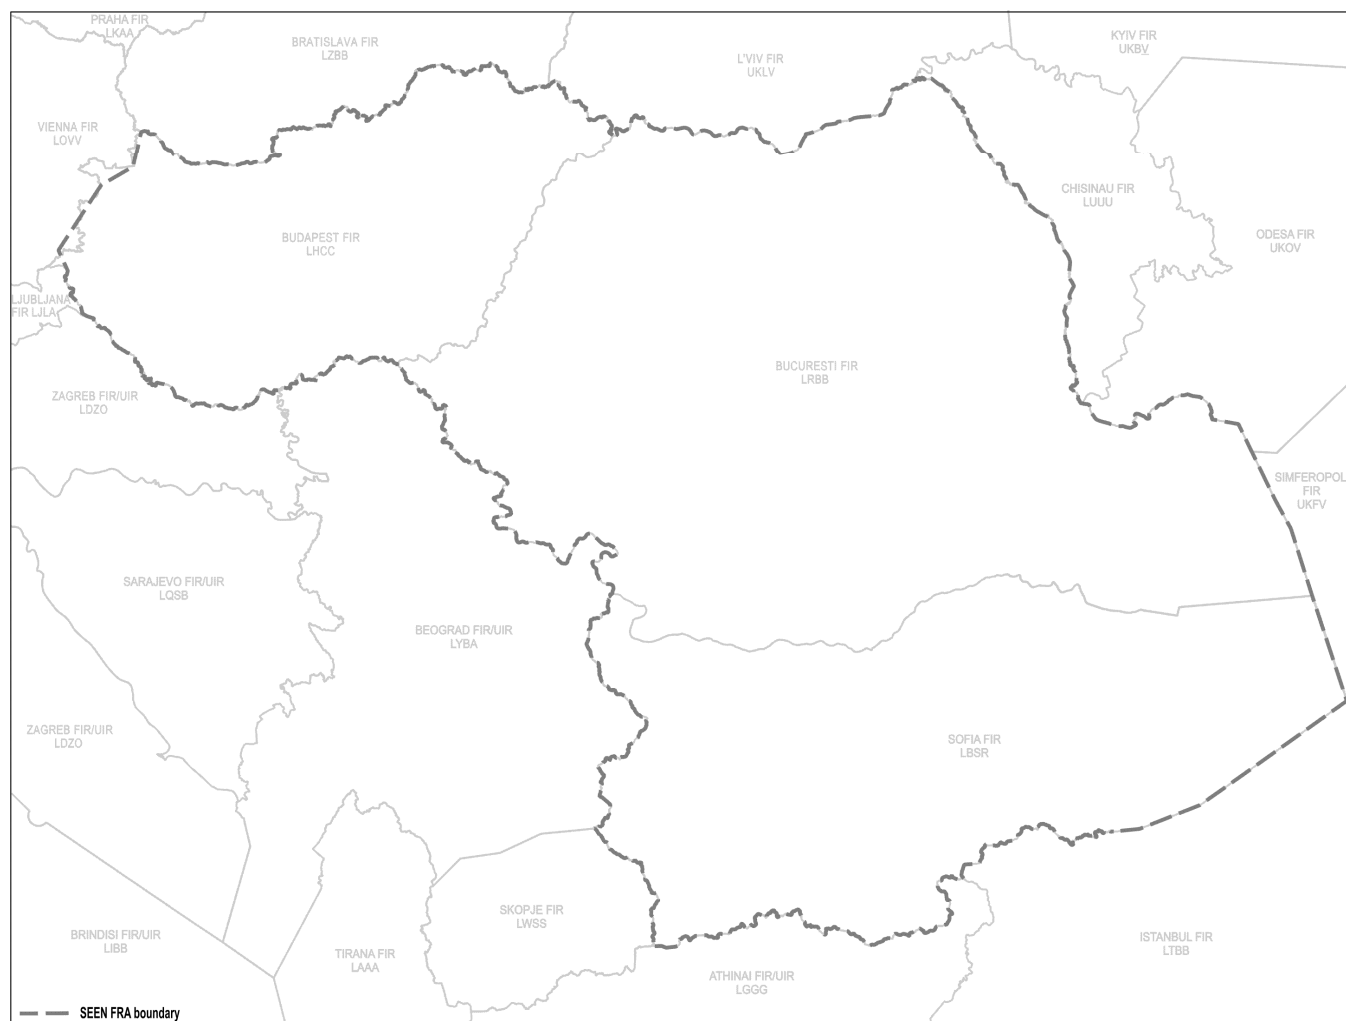 PRAHA FIR
LKAA
BRATISLAVA FIR
LZBB
L'VIV FIR
UKLV
KYIV FIR
UKBV
VIENNA FIR
LOVV
CHISINAU FIR
LUUU
ODESA FIR
UKOV
BUDAPEST FIR
LHCC
LJUBLJANA
FIR LJLA
BUCURESTI FIR
LRBB
ZAGREB FIR/UIR
LDZO
SIMFEROPOL
FIR
UKFV
SARAJEVO FIR/UIR
LQSB
BEOGRAD FIR/UIR
LYBA
ZAGREB FIR/UIR
LDZO
SOFIA FIR
LBSR
SKOPJE FIR
LWSS
BRINDISI FIR/UIR
LIBB
TIRANA FIR
LAAA
ISTANBUL FIR
LTBB
ATHINAI FIR/UIR
LGGG
SEEN FRA boundary